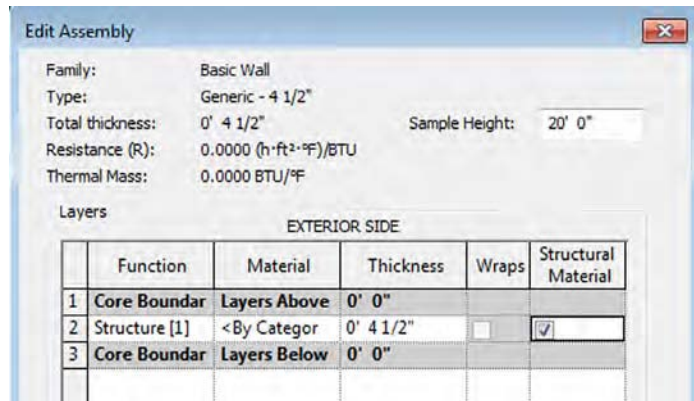 Edit Assembly
Family: Basic Wall
Type: Generic - 4 1/2"
Total thickness: 0' 4 1/2" Sample Height: 20' 0"
Resistance (R): 0.0000 (h·ft²·°F)/BTU
Thermal Mass: 0.0000 BTU/°F
Layers
EXTERIOR SIDE
Function Material Thickness Wraps Structural Material
1 Core Boundar Layers Above 0' 0"
2 Structure [1] <By Categor 0' 4 1/2"
3 Core Boundar Layers Below 0' 0"